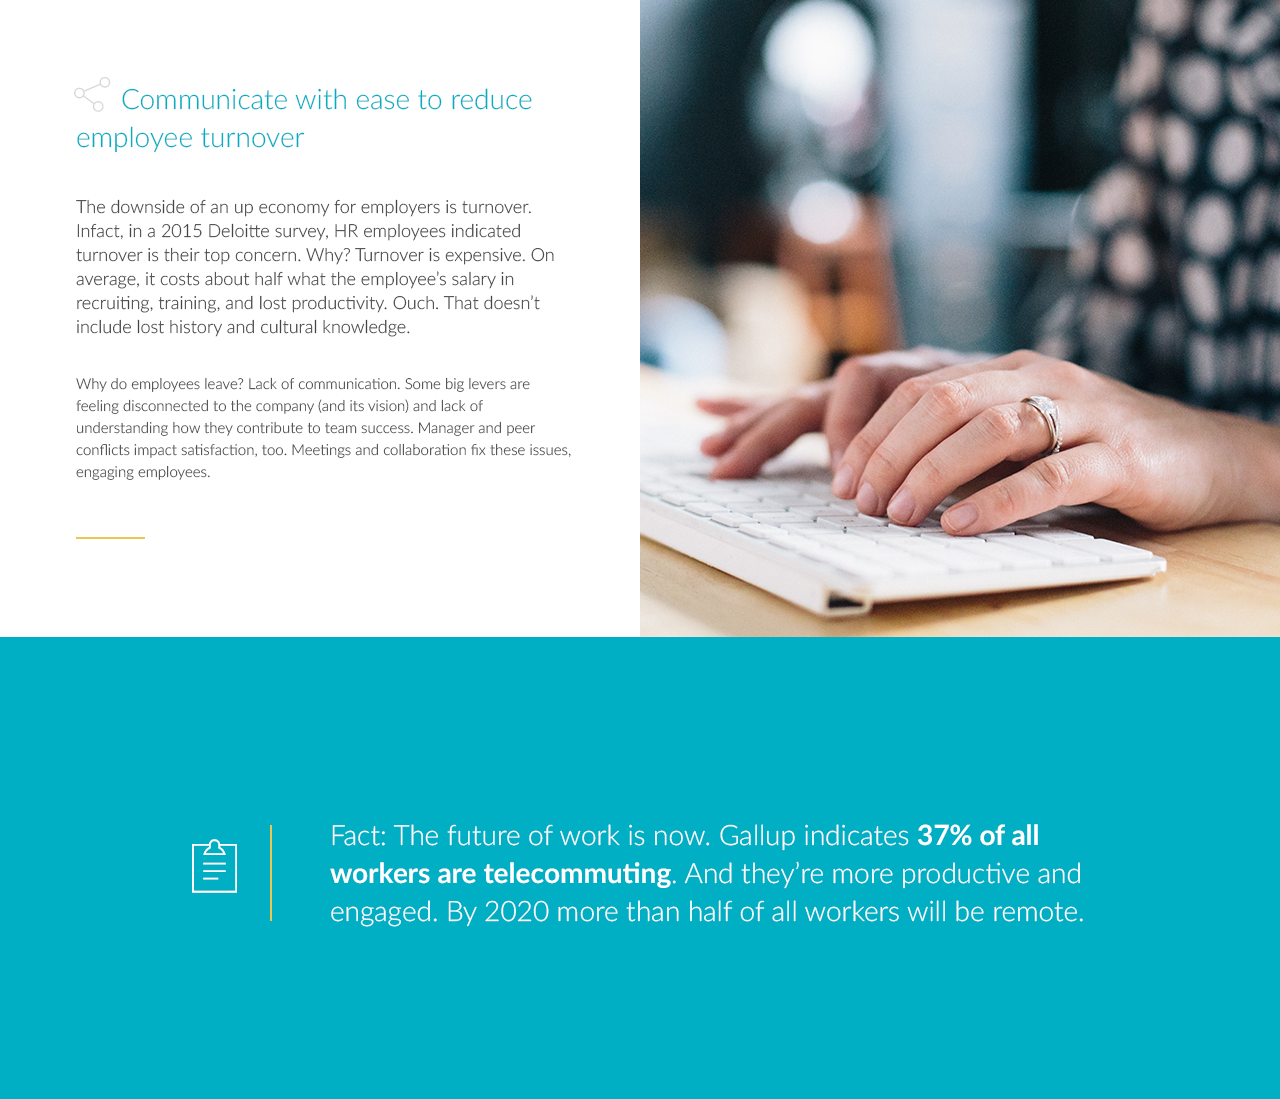 Communicate with ease to reduce
employee turnover
The downside of an up economy for employers is turnover.
Infact, in a 2015 Deloitte survey, HR employees indicated
turnover is their top concern. Why? Turnover is expensive. On
average, it costs about half what the employee’s salary in
recruiting, training, and lost productivity. Ouch. That doesn’t
include lost history and cultural knowledge.
Why do employees leave? Lack of communication. Some big levers are
feeling disconnected to the company (and its vision) and lack of
understanding how they contribute to team success. Manager and peer
conflicts impact satisfaction, too. Meetings and collaboration fix these issues,
engaging employees.
Fact: The future of work is now. Gallup indicates 37% of all
workers are telecommuting. And they’re more productive and
engaged. By 2020 more than half of all workers will be remote.